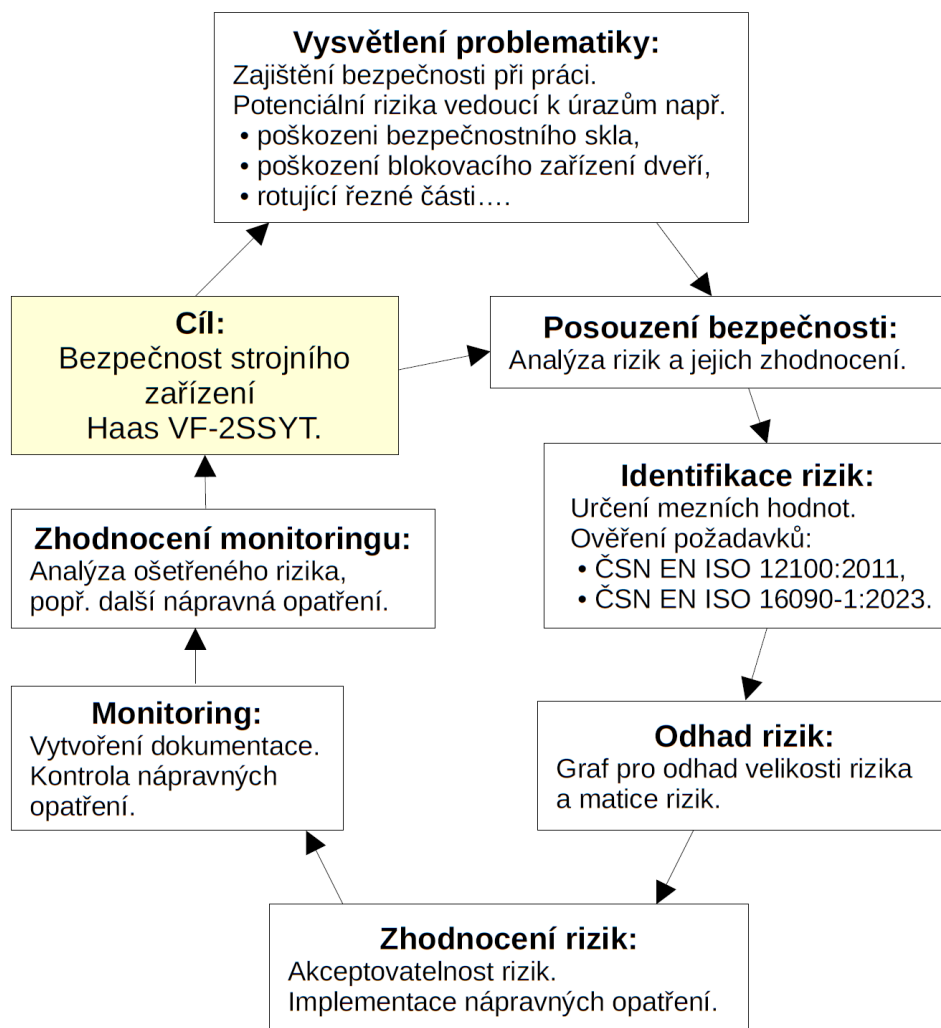 Vysvětlení problematiky:
Zajištění bezpečnosti při práci.
Potenciální rizika vedoucí k úrazům např.
• poškozeni bezpečnostního skla,
• poškození blokovacího zařízení dveří,
• rotující řezné části....
Cíl:
Bezpečnost strojního
zařízení
Haas VF-2SSYT.
Posouzení bezpečnosti:
Analýza rizik a jejich zhodnocení.
Identifikace rizik:
Určení mezních hodnot.
Ověření požadavků:
• ČSN EN ISO 12100:2011,
• ČSN EN ISO 16090-1:2023.
Zhodnocení monitoringu:
Analýza ošetřeného rizika,
popř. další nápravná opatření.
Monitoring:
Vytvoření dokumentace.
Kontrola nápravných
opatření.
Odhad rizik:
Graf pro odhad velikosti rizika
a matice rizik.
Zhodnocení rizik:
Akceptovatelnost rizik.
Implementace nápravných opatření.